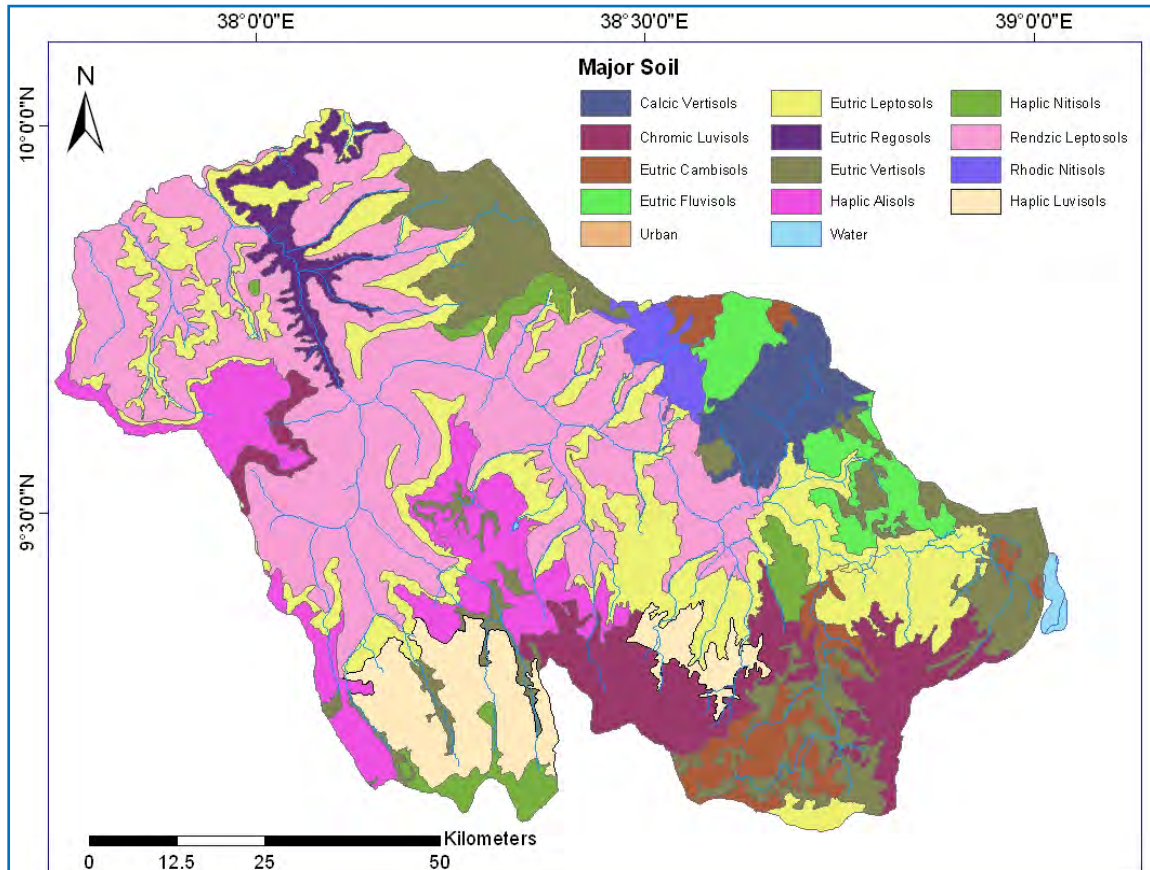 38°0'0"E 38°30'0"E 39°0'0"E
10°0'0"N
9°30'0"N
N
Major Soil
Calcic Vertisols Eutric Leptosols Haplic Nitisols
Chromic Luvisols Eutric Regosols Rendzic Leptosols
Eutric Cambisols Eutric Vertisols Rhodic Nitisols
Eutric Fluvisols Haplic Alisols Haplic Luvisols
Urban Water
Kilometers
0 12.5 25 50